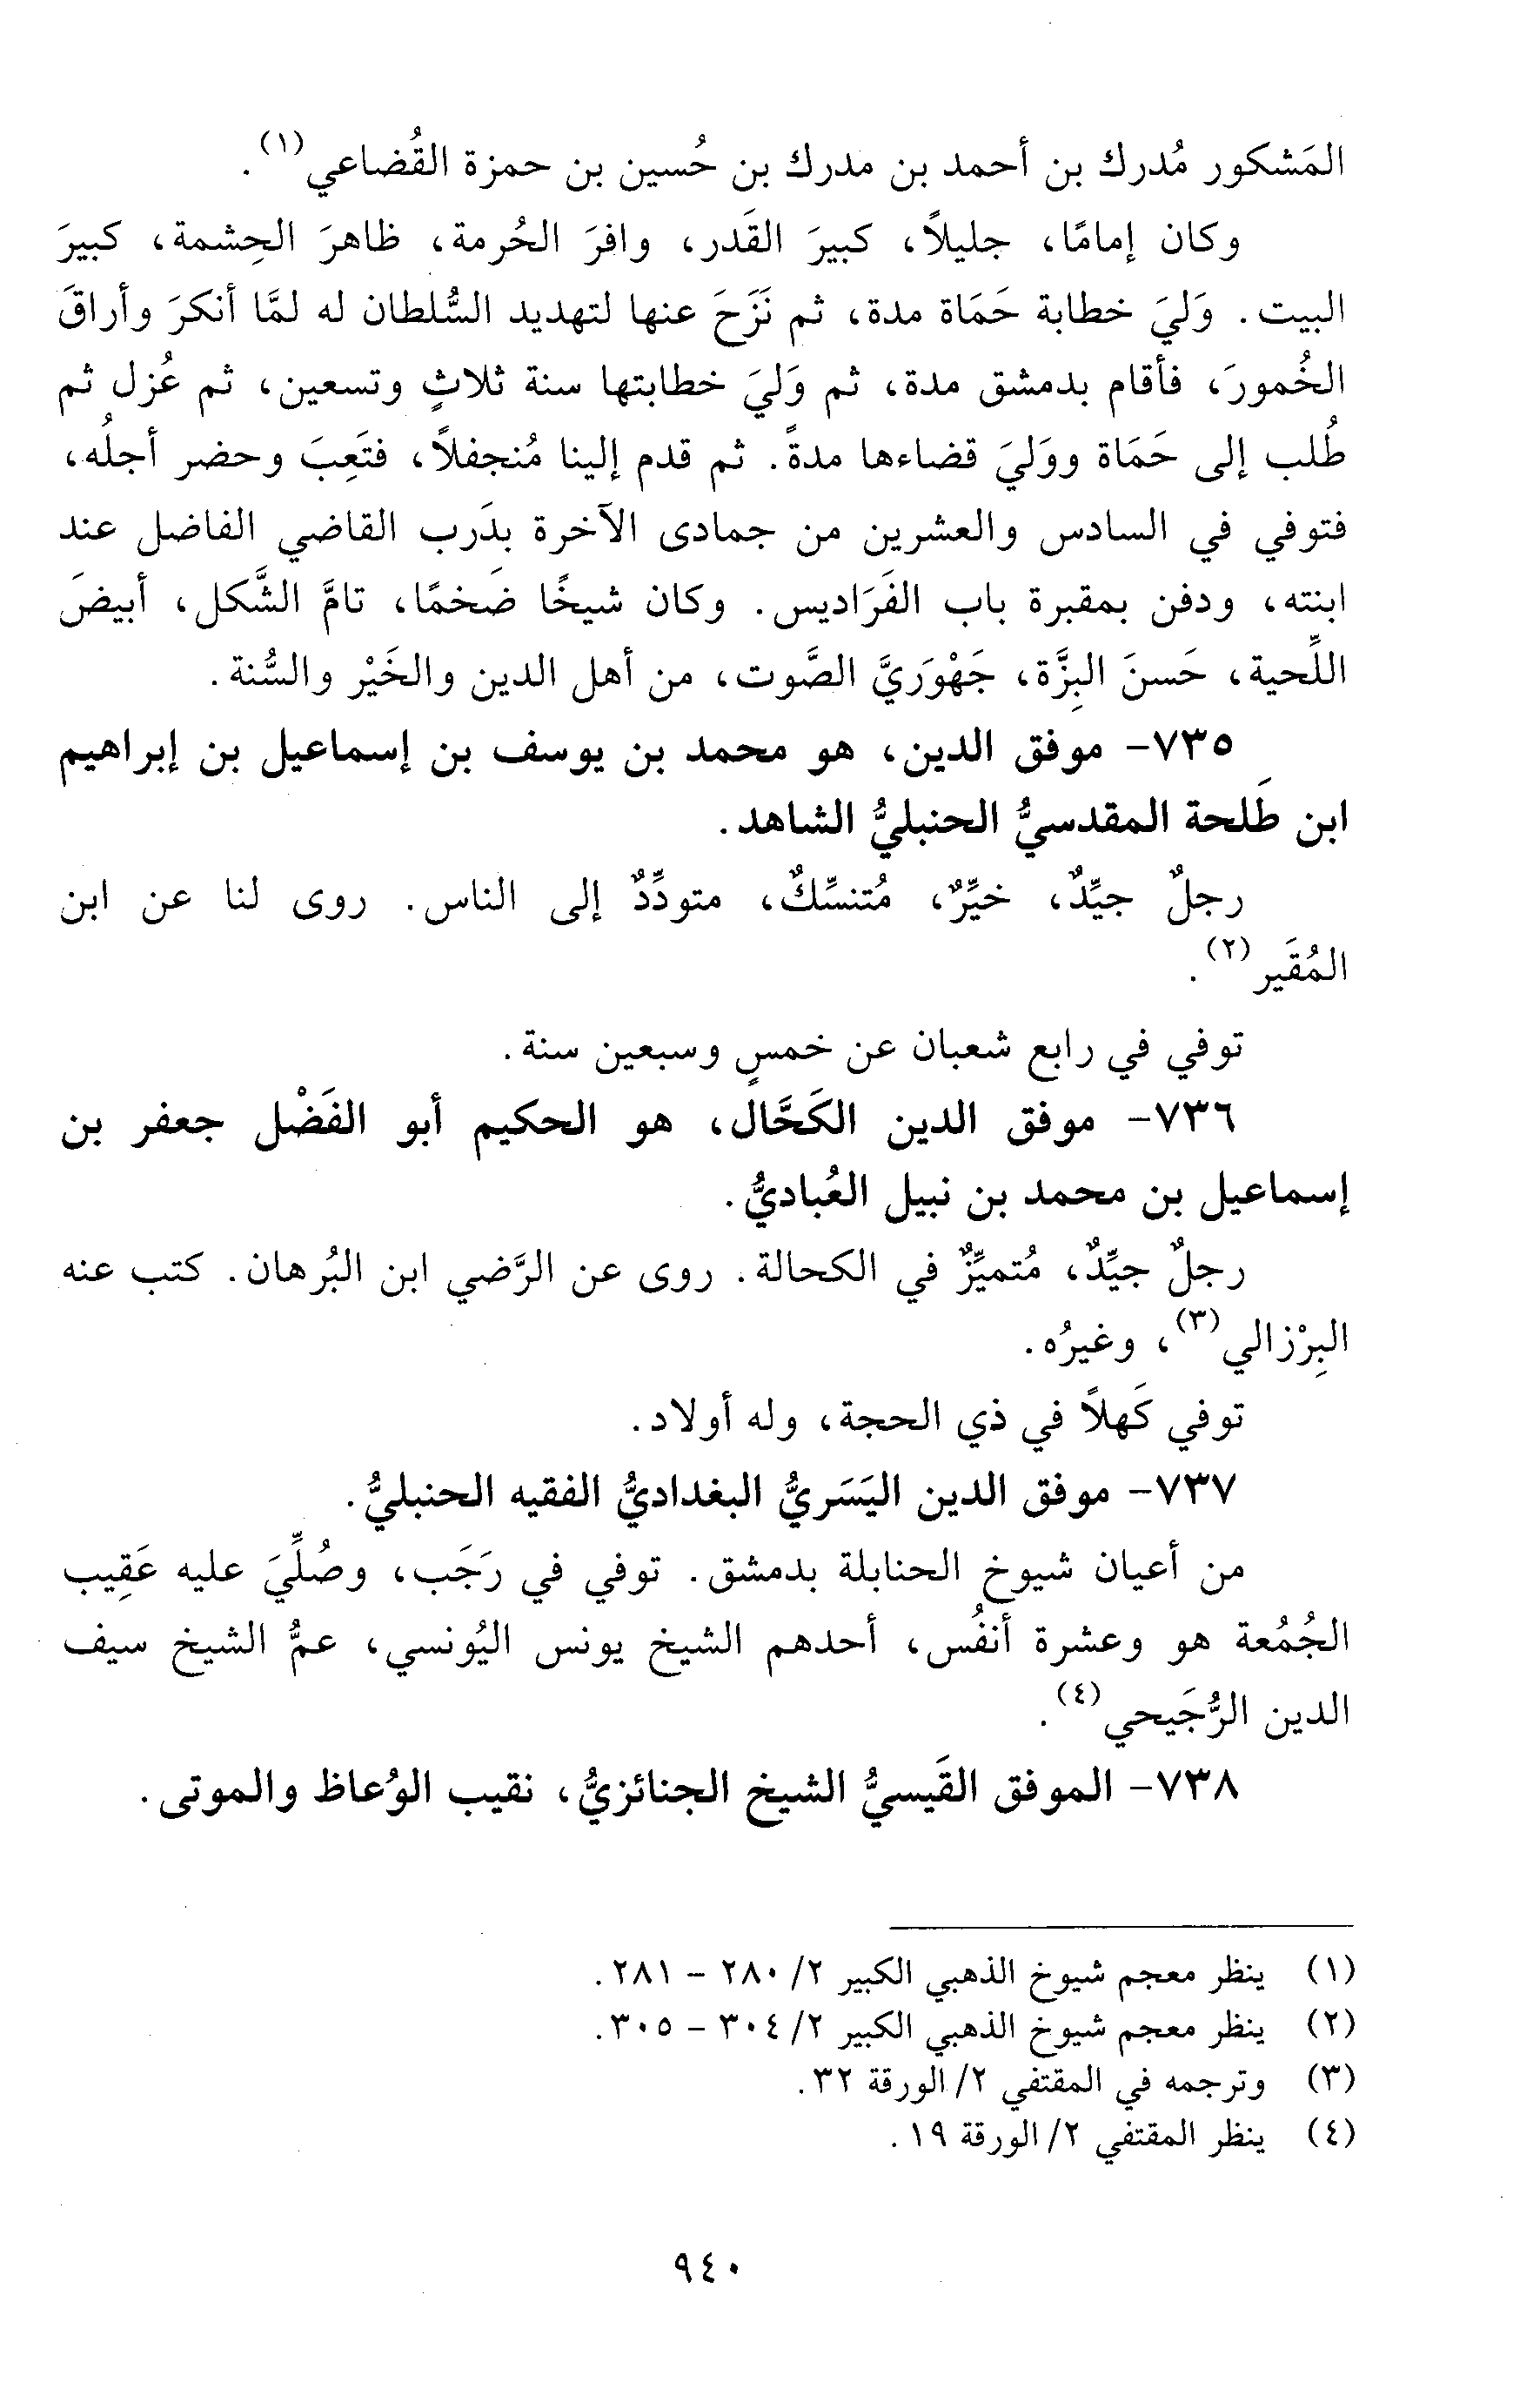 المَشكور مُدرك بن أحمد بن مدرك بن حُسين بن حمزة القُضاعي(١).
وكان إمامًا، جليلاً، كبيرَ القَدر، وافرَ الحُرمة، ظاهرَ الحِشمة، كبيرَ
البيت. وَليَ خطابة حَمَاة مدة، ثم نَزَحَ عنها لتهديد السُّلطان له لمَّا أنكرَ وأراقَ
الخُمورَ، فأقام بدمشق مدة، ثم وَليَ خطابتها سنة ثلاثٍ وتسعين، ثم عُزل ثم
طُلب إلى حَمَاة ووَليَ قضاءها مدةً. ثم قدم إلينا مُنجفلاً، فتَعِبَ وحضر أجلُه،
فتوفي في السادس والعشرين من جمادى الآخرة بدَرب القاضي الفاضل عند
ابنته، ودفن بمقبرة باب الفَرَاديس. وكان شيخًا ضَخمًا، تامَّ الشَّكل، أبيضَ
اللِّحية، حَسنَ البِزَّة، جَهْوَريَّ الصَّوت، من أهل الدين والخَيْر والسُّنة.
٧٣٥- موفق الدين، هو محمد بن يوسف بن إسماعيل بن إبراهيم
ابن طَلحة المقدسيُّ الحنبليُّ الشاهد.
رجلٌ جيِّدٌ، خيِّرٌ، مُتنسِّكٌ، متودِّدٌ إلى الناس. روى لنا عن ابن
المُقَير(٢).
توفي في رابع شعبان عن خمسٍ وسبعين سنة.
٧٣٦- موفق الدين الكَحَّال، هو الحكيم أبو الفَضْل جعفر بن
إسماعيل بن محمد بن نبيل العُباديُّ.
رجلٌ جيِّدٌ، مُتميِّزٌ في الكحالة. روى عن الرَّضي ابن البُرهان. كتب عنه
البِرْزالي(٣)، وغيرُه.
توفي كَهلاً في ذي الحجة، وله أولاد.
٧٣٧- موفق الدين اليَسَريُّ البغداديُّ الفقيه الحنبليُّ.
من أعيان شيوخ الحنابلة بدمشق. توفي في رَجَب، وصُلِّيَ عليه عَقِيب
الجُمُعة هو وعشرة أنفُس، أحدهم الشيخ يونس اليُونسي، عمُّ الشيخ سيف
الدين الرُّجَيحي(٤).
٧٣٨- الموفق القَيسيُّ الشيخ الجنائزيُّ، نقيب الوُعاظ والموتى.
(١) ينظر معجم شيوخ الذهبي الكبير ٢/ ٢٨٠ - ٢٨١.
(٢) ينظر معجم شيوخ الذهبي الكبير ٢/ ٣٠٤ - ٣٠٥.
(٣) وترجمه في المقتفي ٢/ الورقة ٣٢.
(٤) ينظر المقتفي ٢/ الورقة ١٩.
٩٤٠